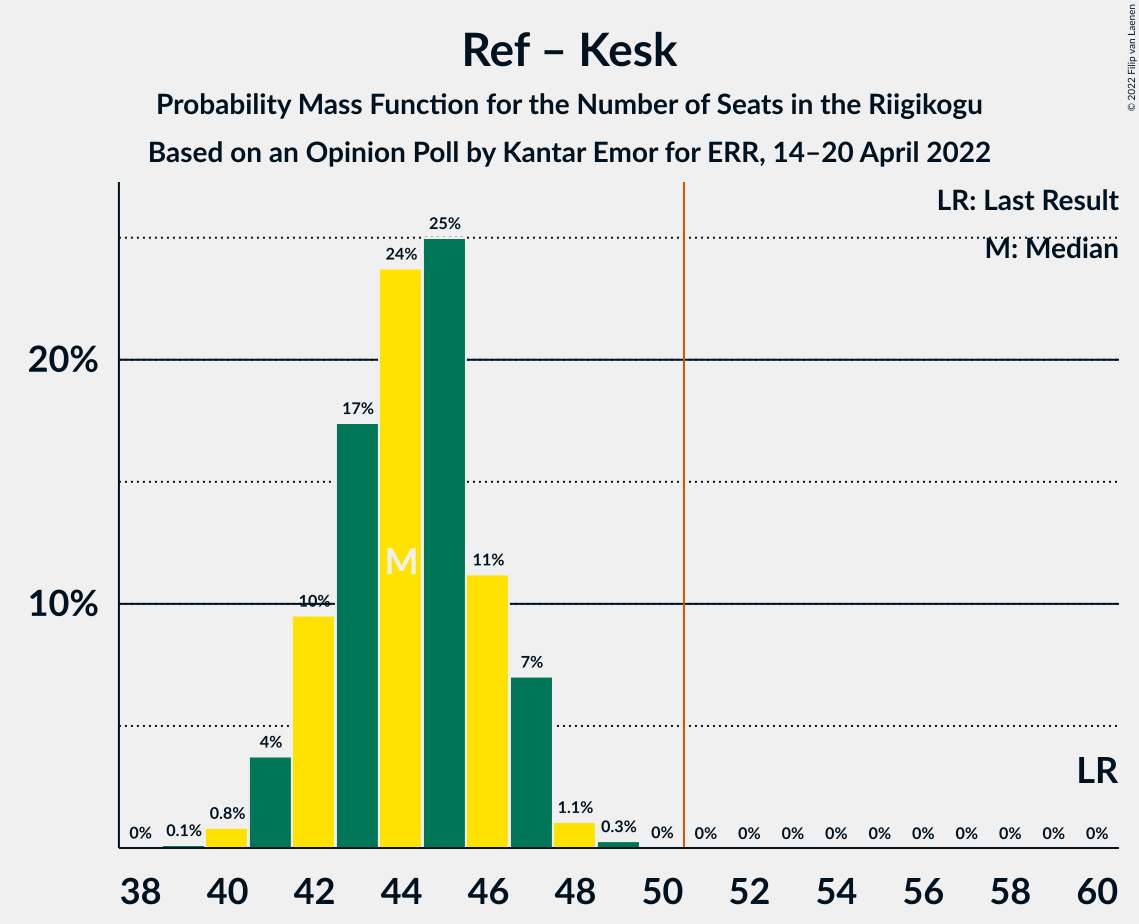 Ref – Kesk
Probability Mass Function for the Number of Seats in the Riigikogu
Based on an Opinion Poll by Kantar Emor for ERR, 14–20 April 2022
© 2022 Filip van Laenen
LR: Last Result
M: Median
25%
24%
20%
17%
M
11%
10%
10%
7%
4%
LR
0%
0.1%
0.8%
1.1%
0.3%
0%
0%
0%
0%
0%
0%
0%
0%
0%
0%
0%
38 40 42 44 46 48 50 52 54 56 58 60